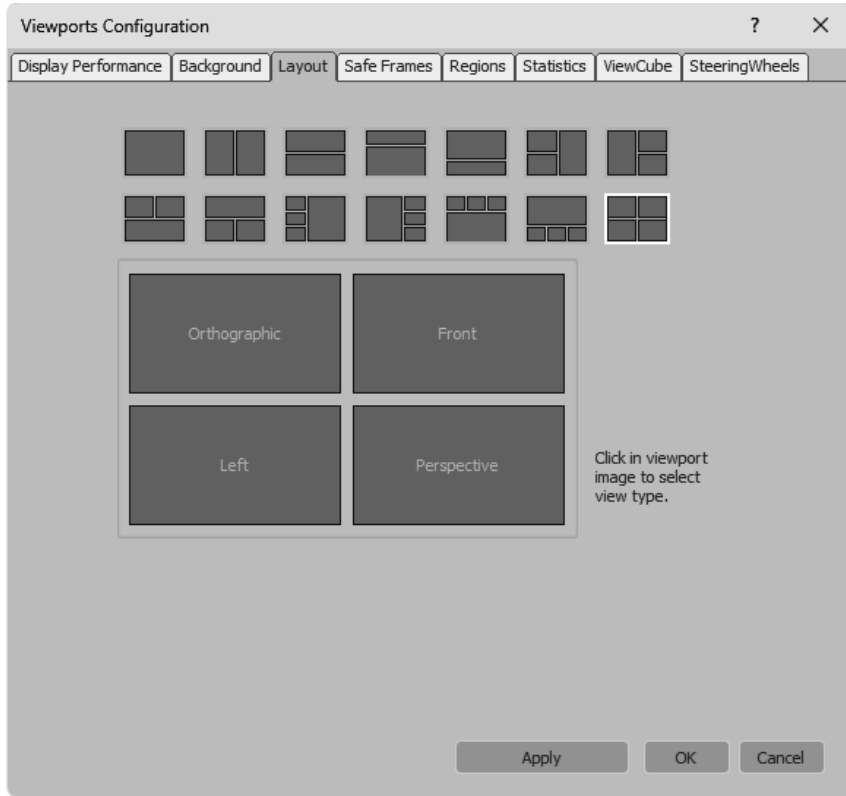 Viewports Configuration ?
Display Performance Background Layout Safe Frames Regions Statistics ViewCube SteeringWheels
Orthographic Front
Left Perspective
Click in viewport
image to select
view type.
Apply OK Cancel